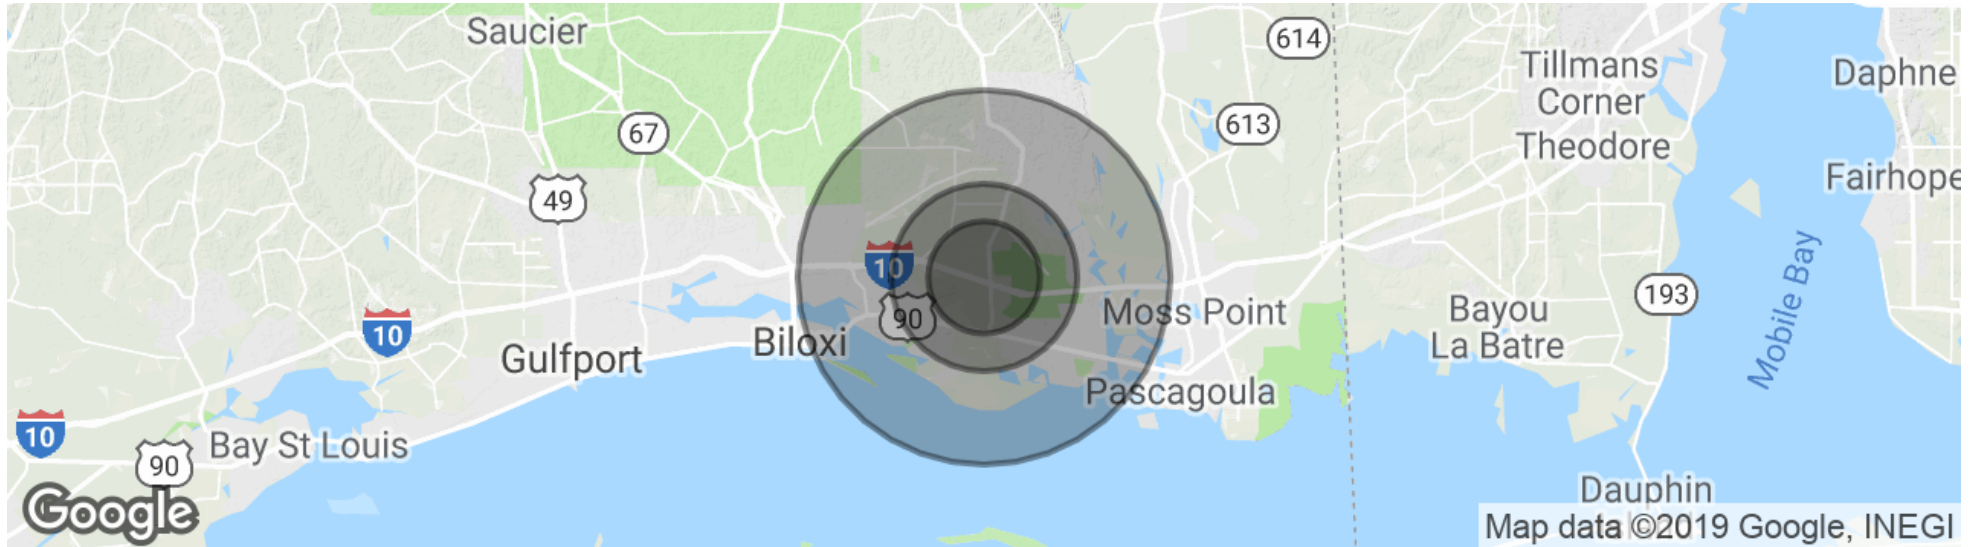 Saucier
614
Tillmans
Corner
Daphne
67
613
Theodore
49
Fairhope
10
193
10
90
Moss Point
Bayou
La Batre
Mobile Bay
Gulfport
Biloxi
Pascagoula
10
90
Bay St Louis
Dauphin
Google
Map data ©2019 Google, INEGI